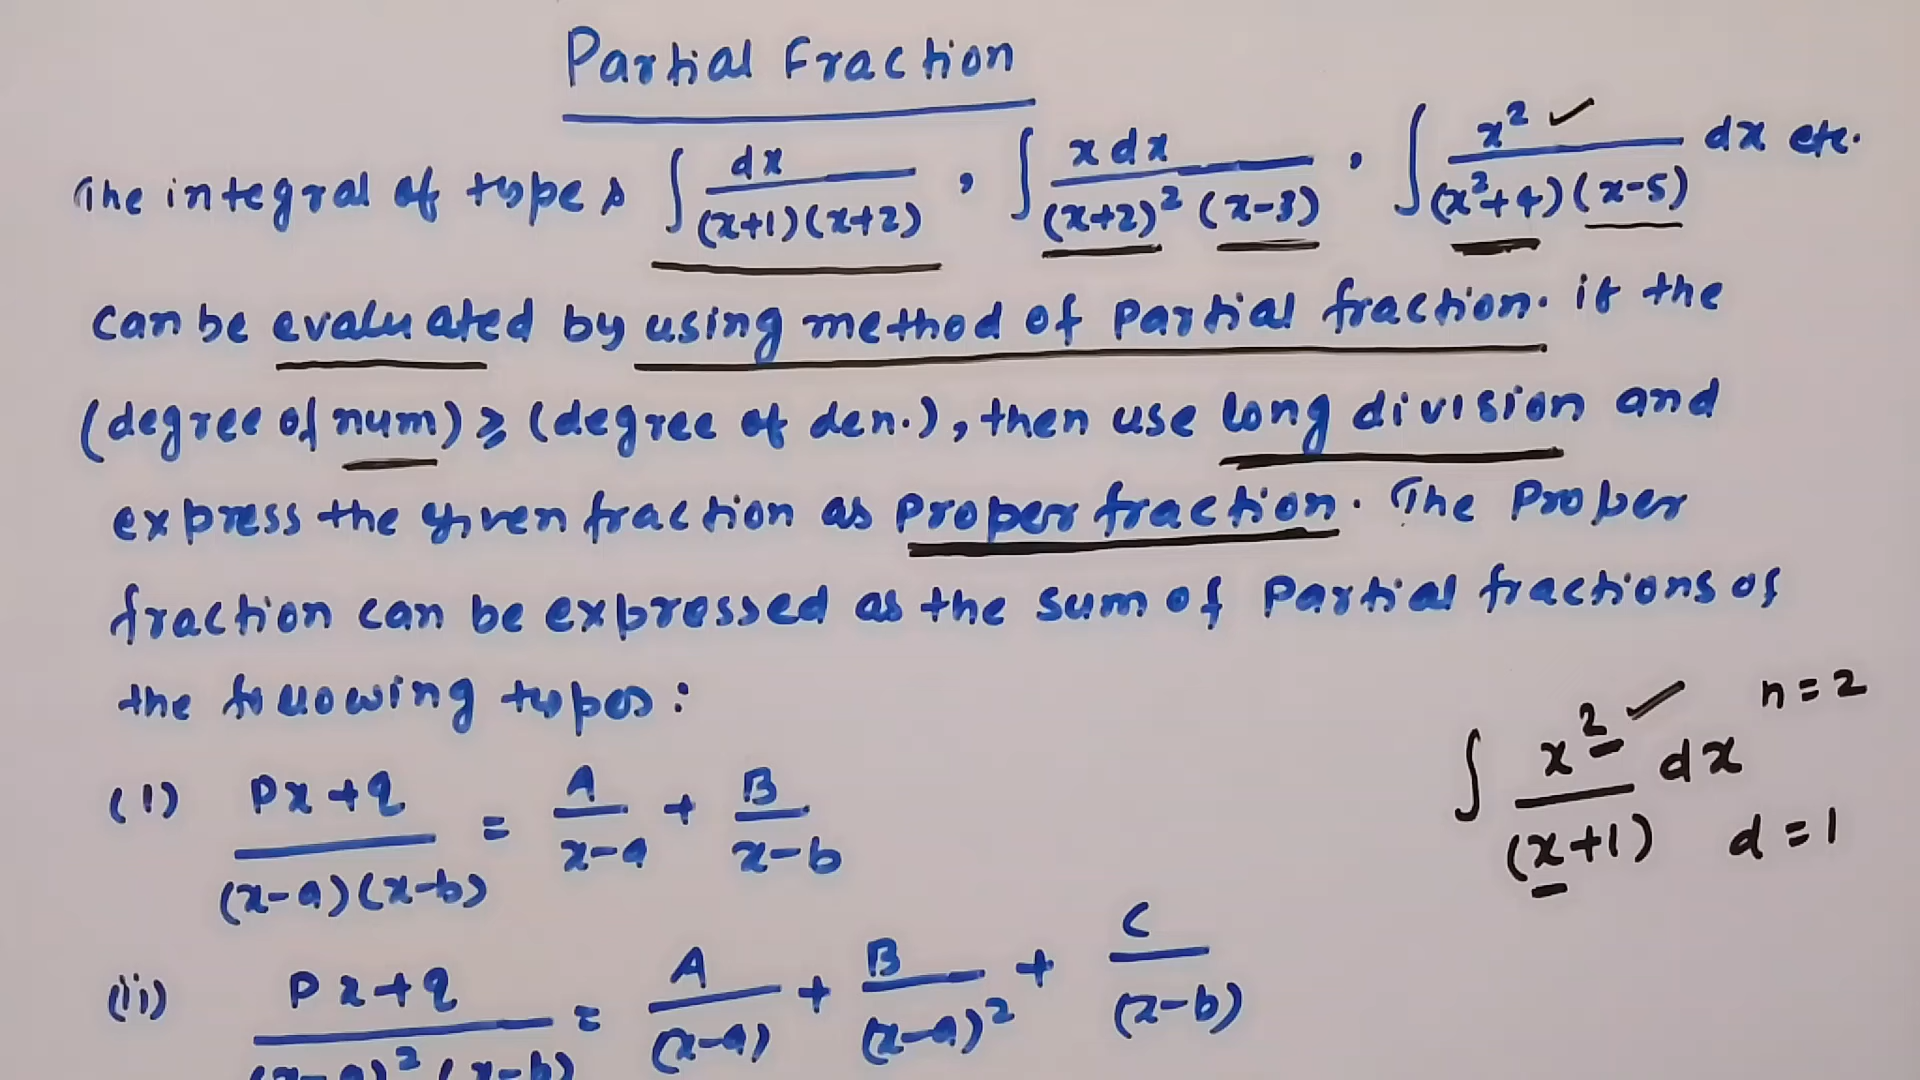 Partial Fraction
The integral of types ∫ dx/(x+1)(x+2) , ∫ x dx/(x+2)² (x-3) , ∫ x² ✓/(x²+4)(x-5) dx etc.
can be evaluated by using method of Partial fraction. if the
(degree of num) ≥ (degree of den.), then use long division and
express the given fraction as proper fraction. The Proper
fraction can be expressed as the sum of Partial fractions of
the following types:
(i) Px+q/(x-a)(x-b) = A/x-a + B/x-b
∫ x² ✓/(x+1) dx n=2 d=1
(ii) Px+q/(x-a)² (x-b) = A/(x-a) + B/(x-a)² + C/(x-b)